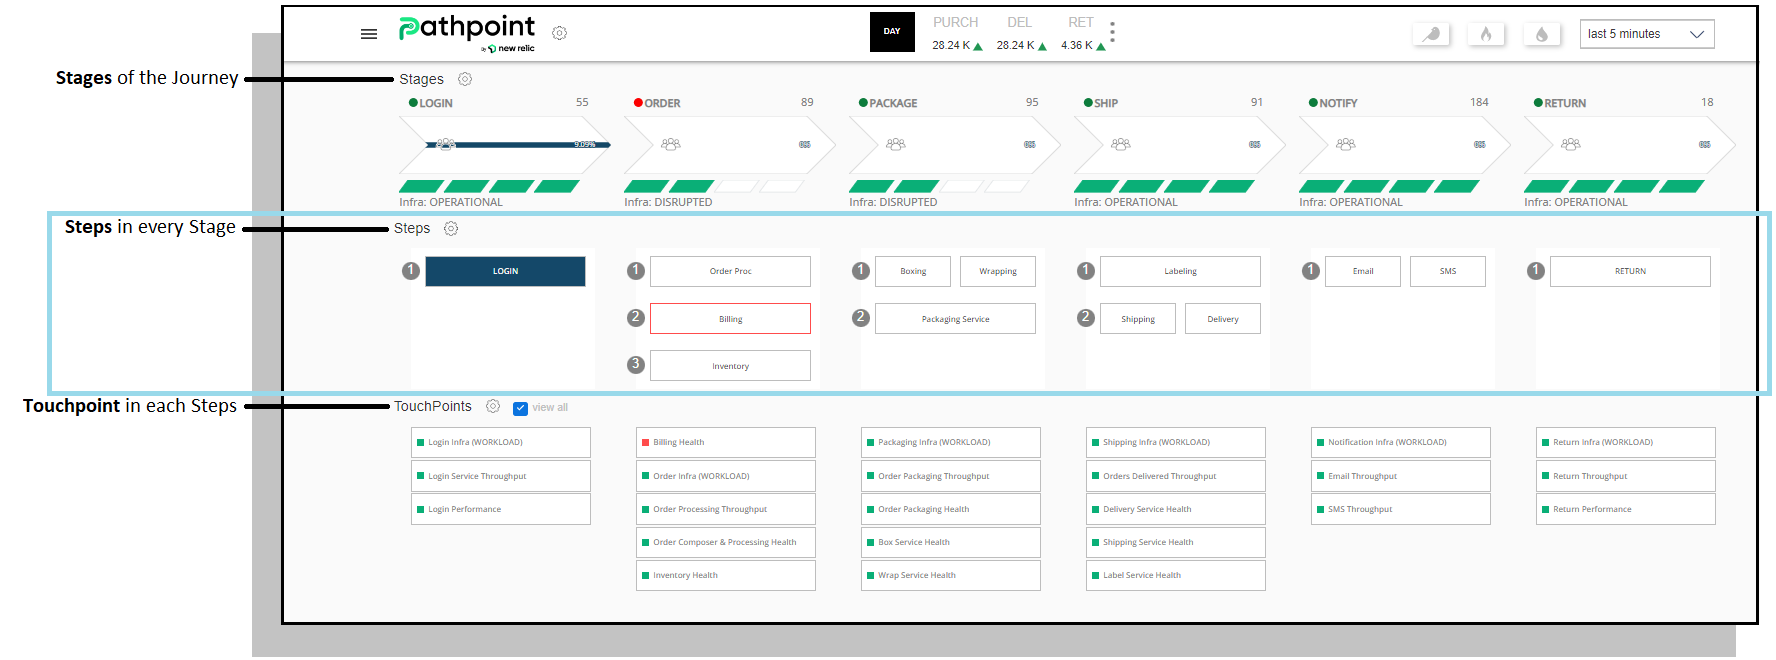 Pathpoint
by new relic
DAY
PURCH DEL RET
28.24 K 28.24 K 4.36 K
last 5 minutes
Stages of the Journey
Stages
LOGIN 55
ORDER 89
PACKAGE 95
SHIP 91
NOTIFY 184
RETURN 18
9.09%
Infra: OPERATIONAL
Infra: DISRUPTED
Infra: DISRUPTED
Infra: OPERATIONAL
Infra: OPERATIONAL
Infra: OPERATIONAL
Steps in every Stage
Steps
1 LOGIN
1 Order Proc
2 Billing
3 Inventory
1 Boxing Wrapping
2 Packaging Service
1 Labeling
2 Shipping Delivery
1 Email SMS
1 RETURN
Touchpoint in each Steps
TouchPoints view all
Login Infra (WORKLOAD)
Login Service Throughput
Login Performance
Billing Health
Order Infra (WORKLOAD)
Order Processing Throughput
Order Composer & Processing Health
Inventory Health
Packaging Infra (WORKLOAD)
Order Packaging Throughput
Order Packaging Health
Box Service Health
Wrap Service Health
Shipping Infra (WORKLOAD)
Orders Delivered Throughput
Delivery Service Health
Shipping Service Health
Label Service Health
Notification Infra (WORKLOAD)
Email Throughput
SMS Throughput
Return Infra (WORKLOAD)
Return Throughput
Return Performance